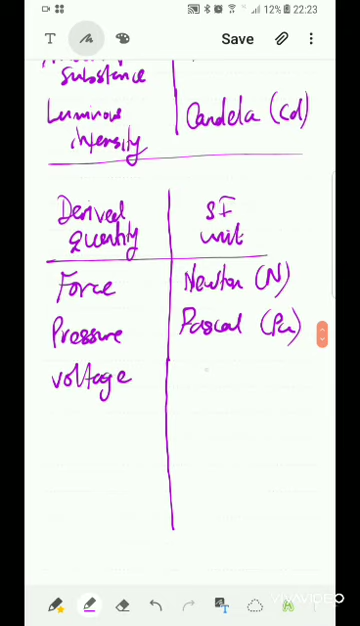 12% 22:23
T Save
substance
Luminous Candela (Cd)
intensity
Derived SI
quantity unit
Force Newton (N)
Pressure Pascal (Pa)
voltage
VIVAVIDEO